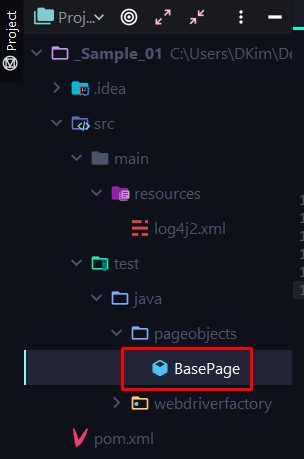 Project
Proj...
_Sample_01 C:\Users\DKim\De
.idea
src
main
resources
log4j2.xml
test
java
pageobjects
BasePage
webdriverfactory
pom.xml